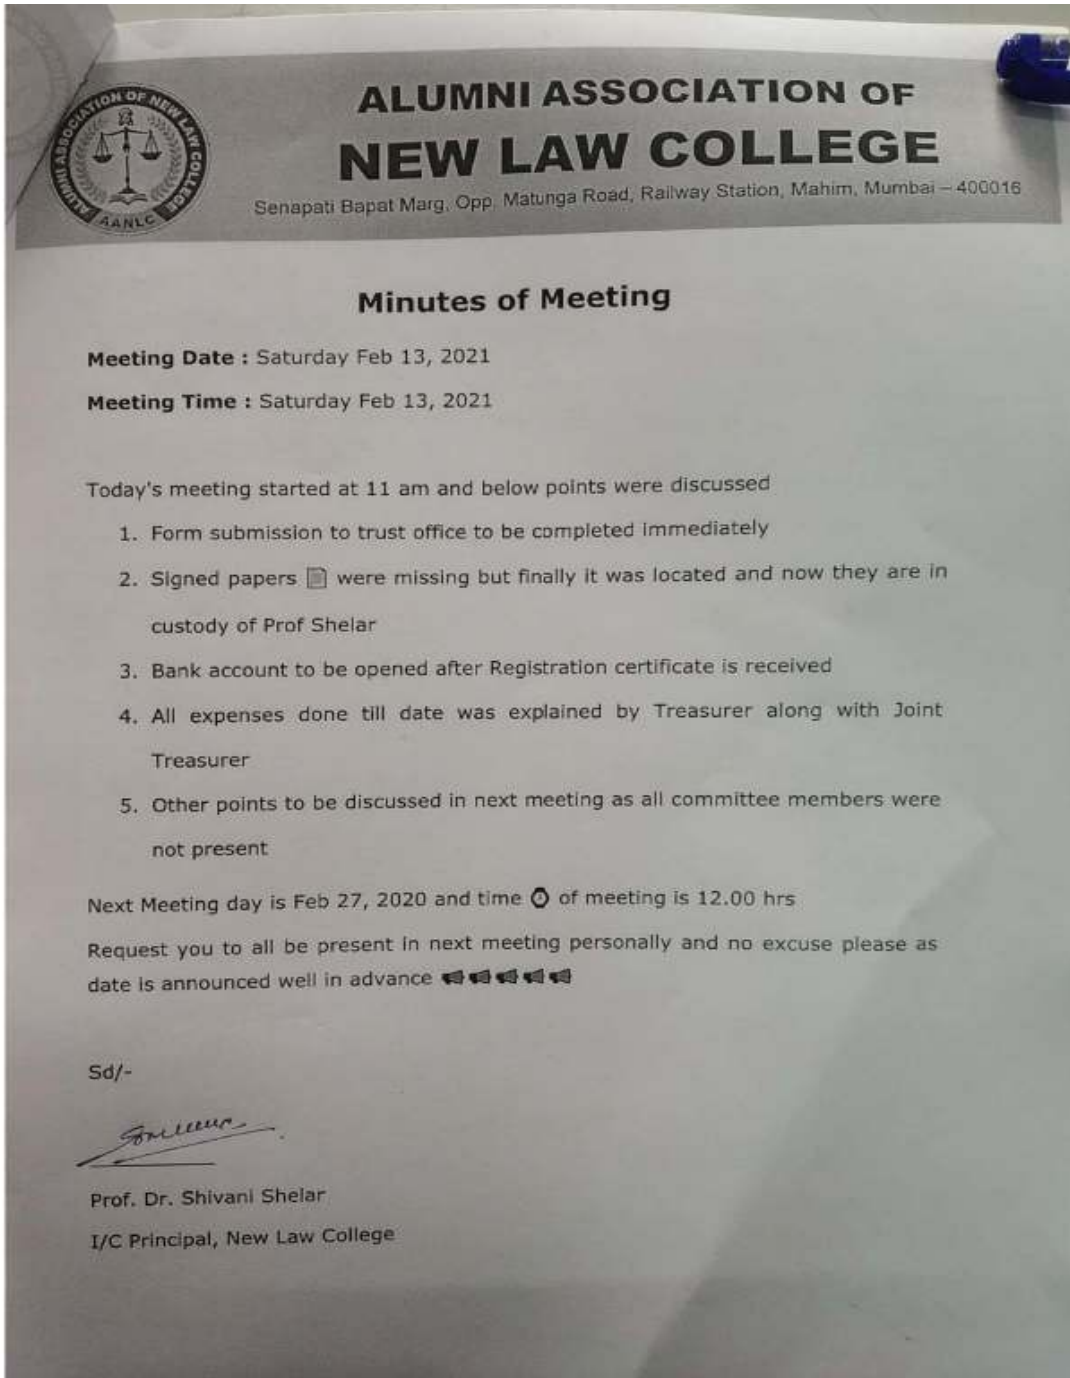 ALUMNI ASSOCIATION OF NEW LAW COLLEGE
AANLC
ALUMNI ASSOCIATION OF
NEW LAW COLLEGE
Senapati Bapat Marg, Opp. Matunga Road, Railway Station, Mahim, Mumbai – 400016
Minutes of Meeting
Meeting Date : Saturday Feb 13, 2021
Meeting Time : Saturday Feb 13, 2021
Today's meeting started at 11 am and below points were discussed
1. Form submission to trust office to be completed immediately
2. Signed papers were missing but finally it was located and now they are in
custody of Prof Shelar
3. Bank account to be opened after Registration certificate is received
4. All expenses done till date was explained by Treasurer along with Joint
Treasurer
5. Other points to be discussed in next meeting as all committee members were
not present
Next Meeting day is Feb 27, 2020 and time of meeting is 12.00 hrs
Request you to all be present in next meeting personally and no excuse please as
date is announced well in advance
Sd/-
Prof. Dr. Shivani Shelar
I/C Principal, New Law College